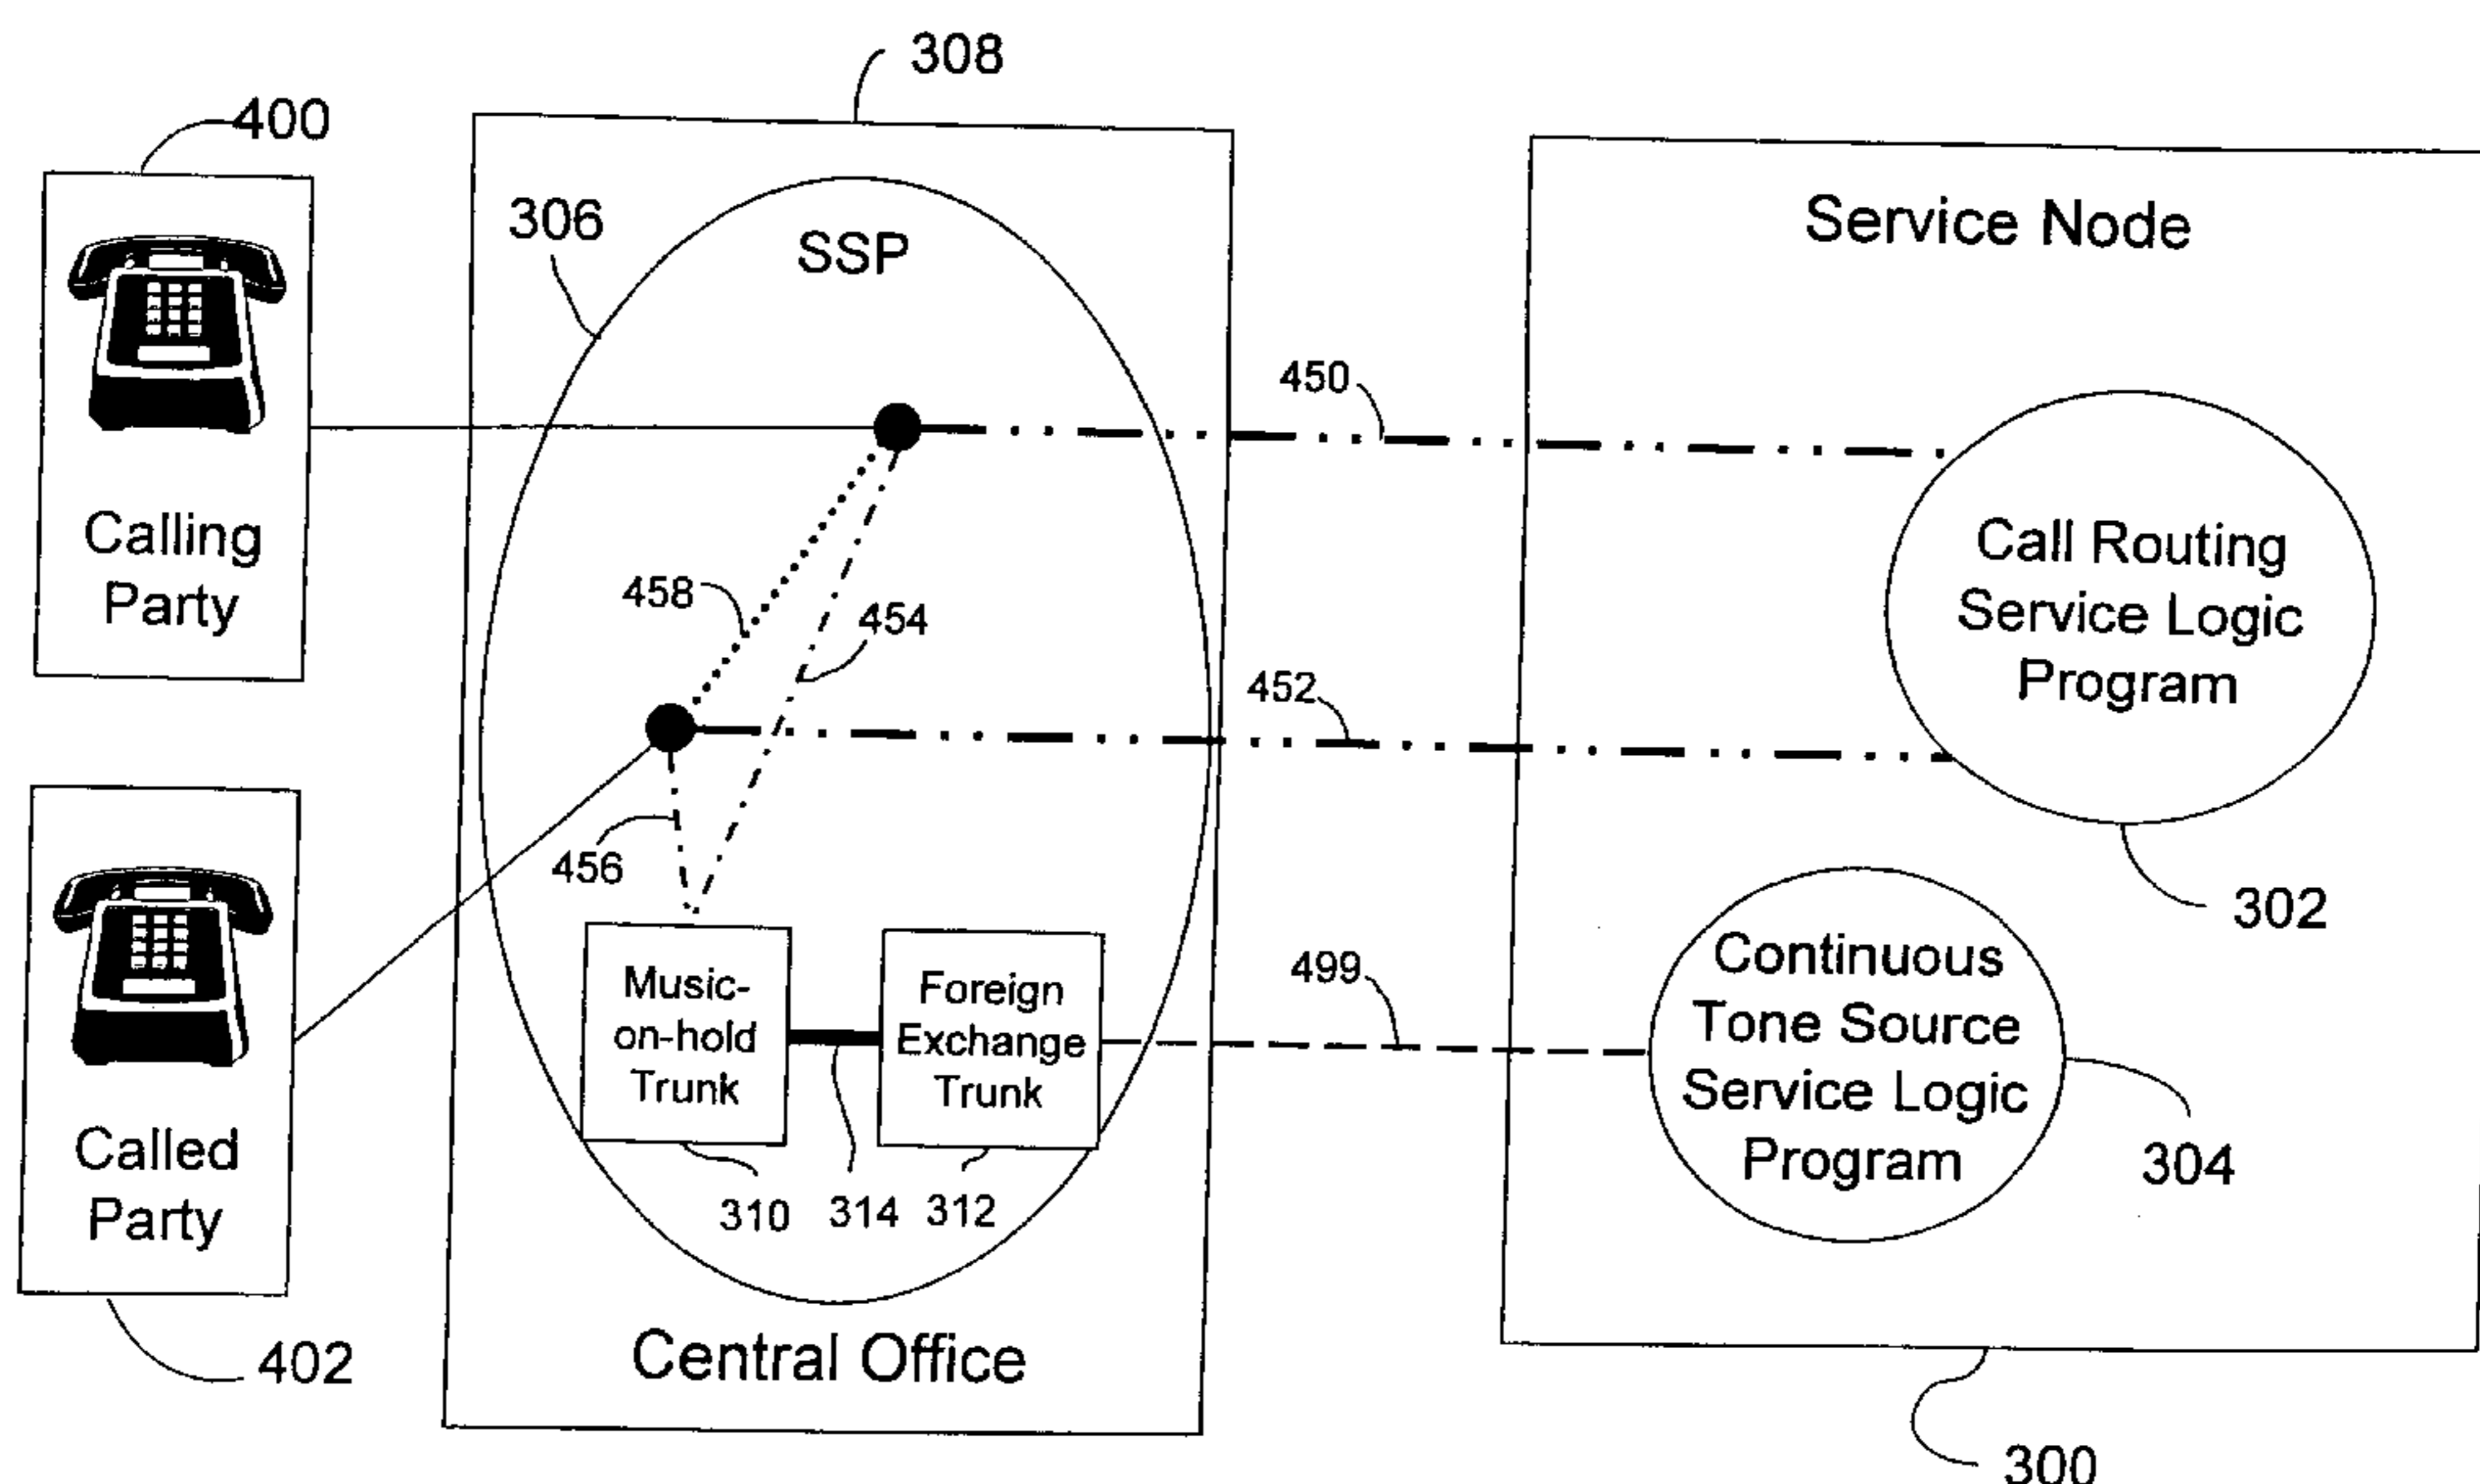 308
400
306
SSP
Service Node
Calling
Party
450
458
454
452
Call Routing
Service Logic
Program
302
456
499
Music-
on-hold
Trunk
Foreign
Exchange
Trunk
Continuous
Tone Source
Service Logic
Program
304
310
314
312
Called
Party
402
Central Office
300